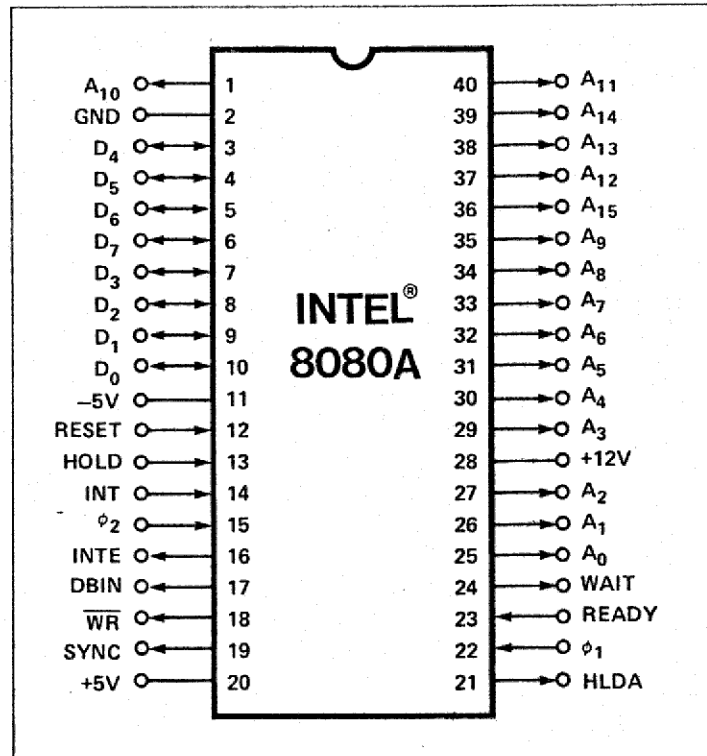 A10 1 40 A11
GND 2 39 A14
D4 3 38 A13
D5 4 37 A12
D6 5 36 A15
D7 6 35 A9
D3 7 34 A8
D2 8 33 A7
D1 9 32 A6
D0 10 31 A5
–5V 11 30 A4
RESET 12 29 A3
HOLD 13 28 +12V
INT 14 27 A2
ϕ2 15 26 A1
INTE 16 25 A0
DBIN 17 24 WAIT
W̅R̅ 18 23 READY
SYNC 19 22 ϕ1
+5V 20 21 HLDA
INTEL®
8080A